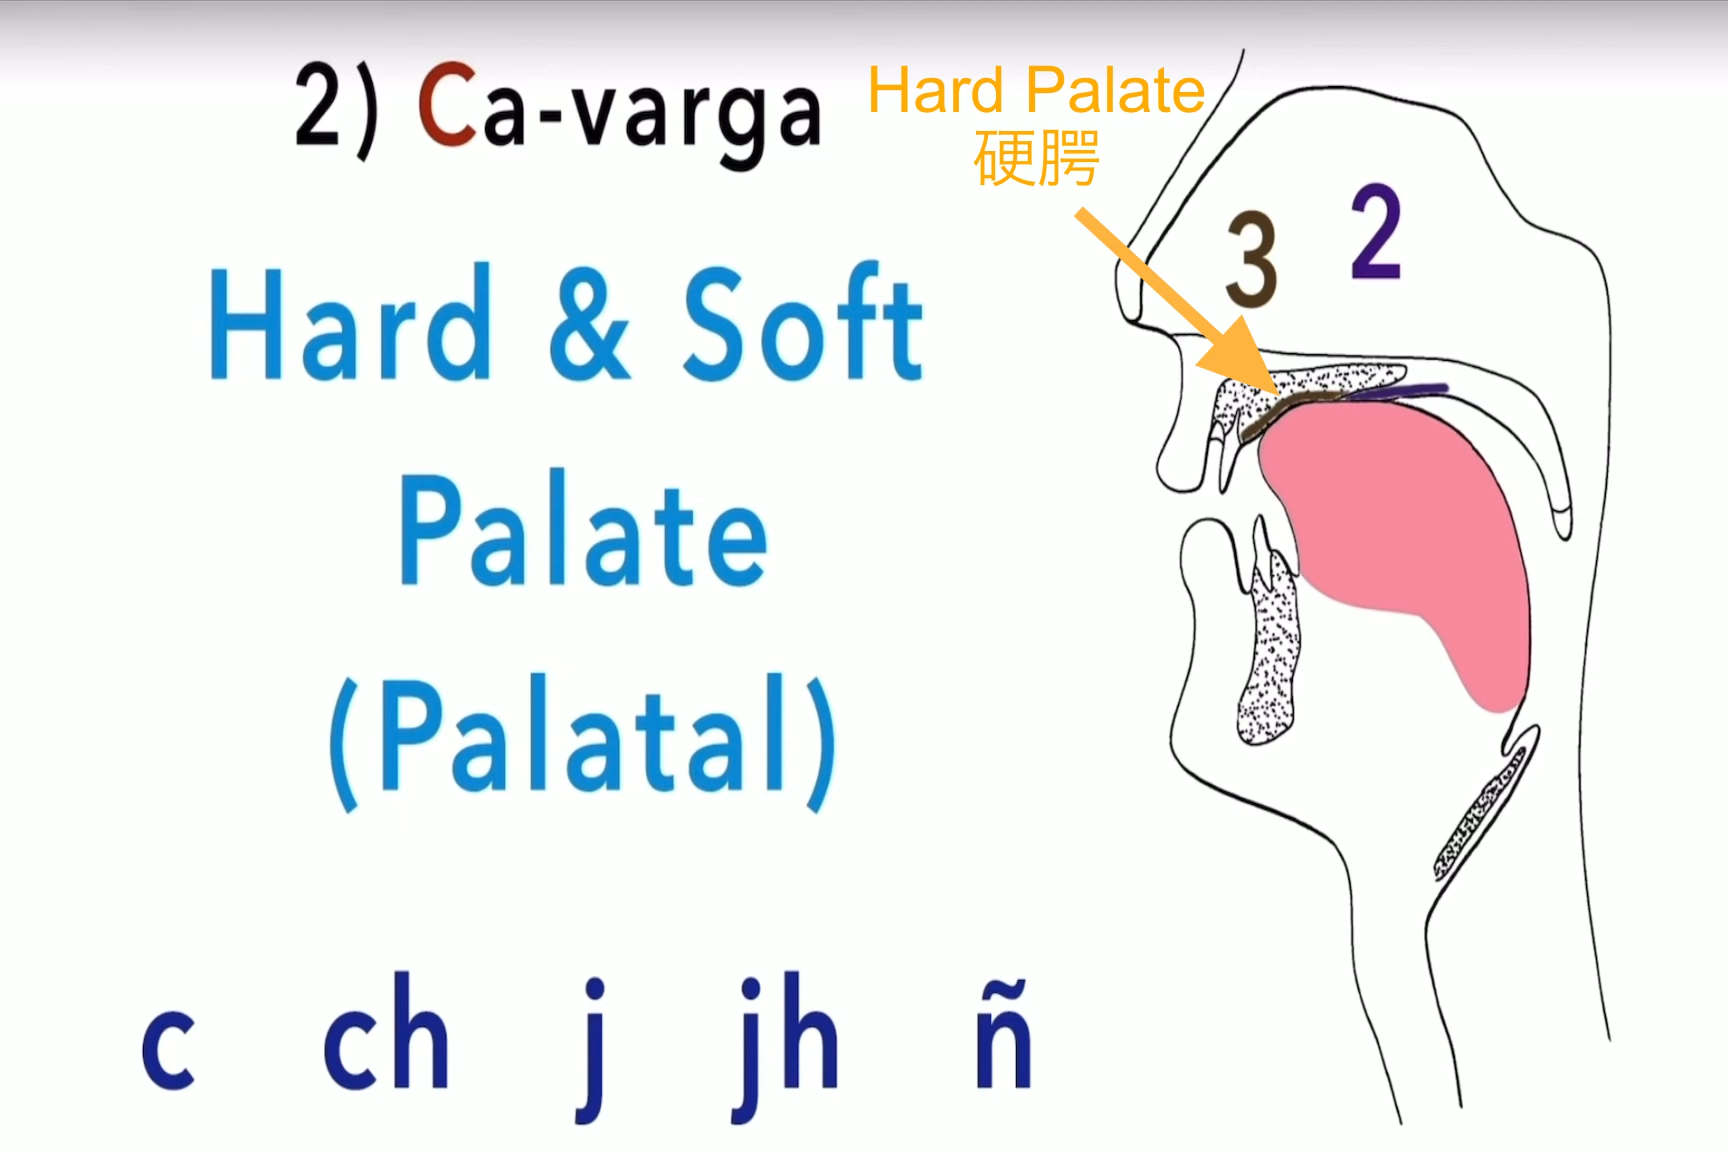 2) Ca-varga
Hard & Soft
Palate
(Palatal)
c ch j jh ñ
Hard Palate
硬腭
3 2